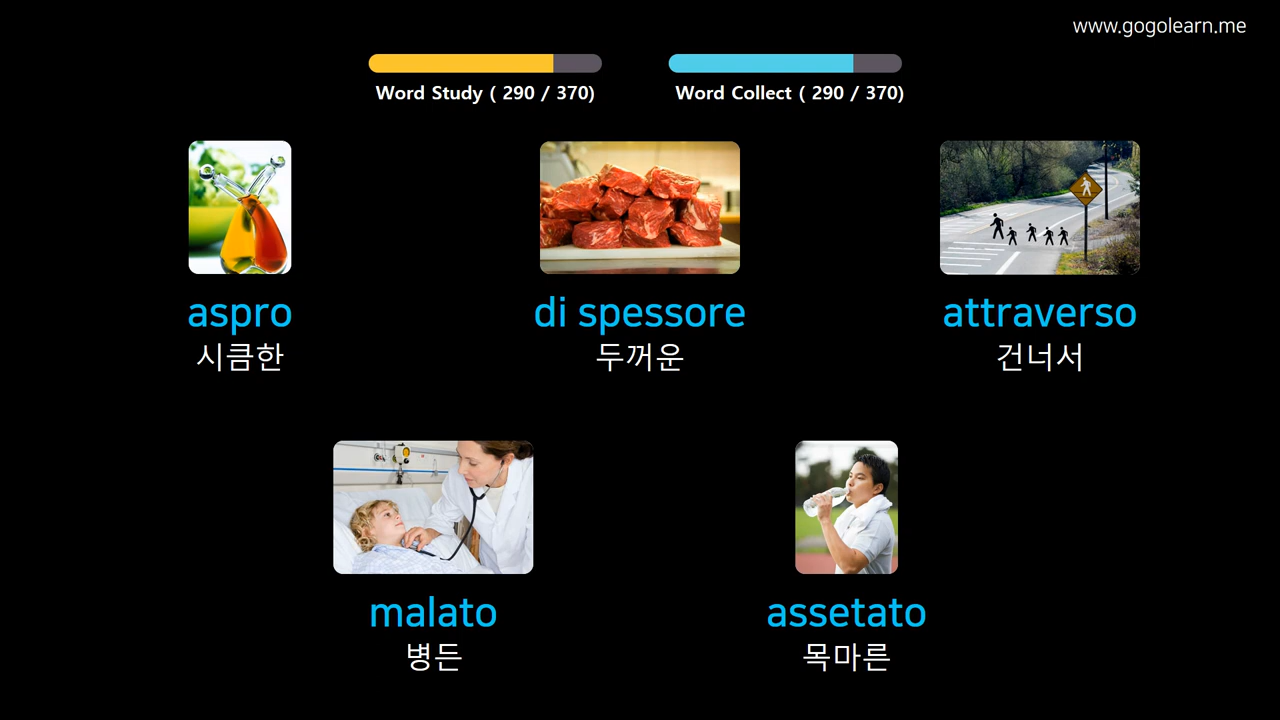 www.gogolearn.me
Word Study ( 290 / 370)
Word Collect ( 290 / 370)
aspro
시큼한
di spessore
두꺼운
attraverso
건너서
malato
병든
assetato
목마른